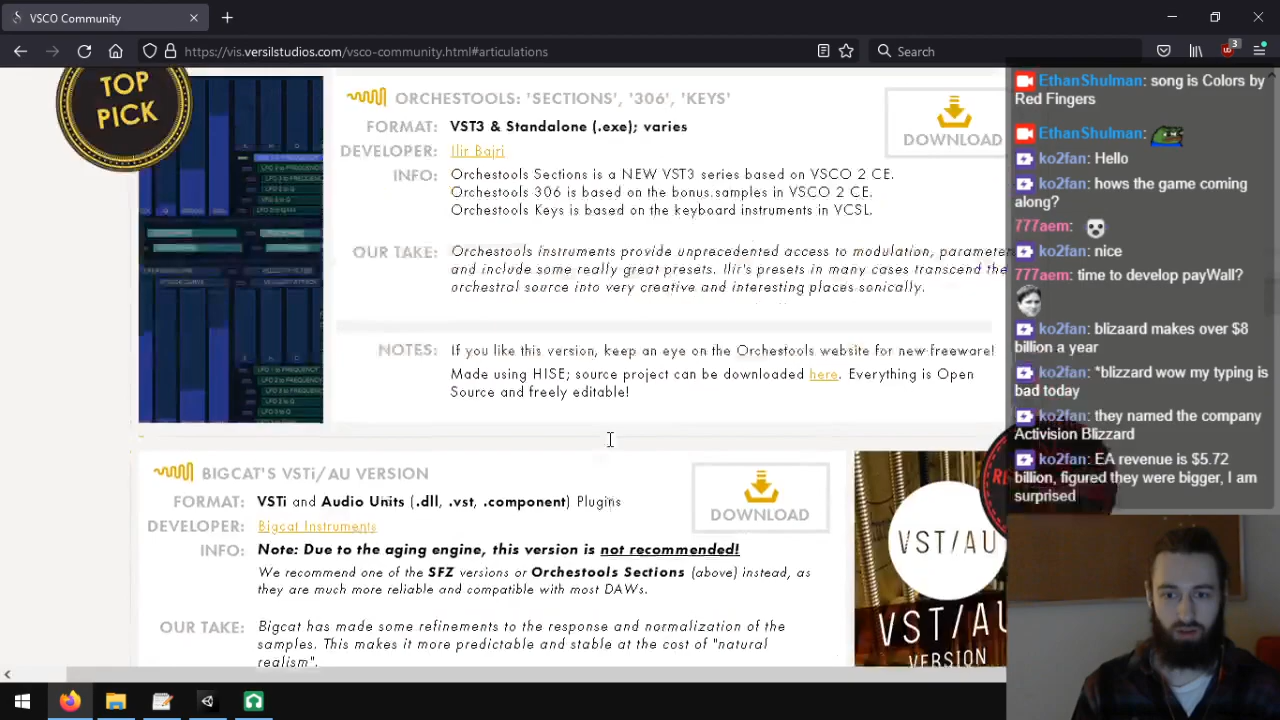 VSCO Community
https://vis.versilstudios.com/vsco-community.html#articulations
Search
3
TOP
PICK
ORCHESTOOLS: 'SECTIONS', '306', 'KEYS'
FORMAT: VST3 & Standalone (.exe); varies
DEVELOPER: Ilir Bajri
INFO: Orchestools Sections is a NEW VST3 series based on VSCO 2 CE.
Orchestools 306 is based on the bonus samples in VSCO 2 CE.
Orchestools Keys is based on the keyboard instruments in VCSL.
DOWNLOAD
OUR TAKE: Orchestools instruments provide unprecedented access to modulation, paramete
and include some really great presets. Ilir's presets in many cases transcend the
orchestral source into very creative and interesting places sonically.
NOTES: If you like this version, keep an eye on the Orchestools website for new freeware!
Made using HISE; source project can be downloaded here. Everything is Open
Source and freely editable!
BIGCAT'S VSTi/AU VERSION
FORMAT: VSTi and Audio Units (.dll, .vst, .component) Plugins
DEVELOPER: Bigcat Instruments
INFO: Note: Due to the aging engine, this version is not recommended!
We recommend one of the SFZ versions or Orchestools Sections (above) instead, as
they are much more reliable and compatible with most DAWs.
DOWNLOAD
OUR TAKE: Bigcat has made some refinements to the response and normalization of the
samples. This makes it more predictable and stable at the cost of "natural
realism".
VST/AU
VST/AU
VERSION
EthanShulman: song is Colors by
Red Fingers
EthanShulman:
ko2fan: Hello
ko2fan: hows the game coming
along?
777aem:
ko2fan: nice
777aem: time to develop payWall?
ko2fan: blizaard makes over $8
billion a year
ko2fan: *blizzard wow my typing is
bad today
ko2fan: they named the company
Activision Blizzard
ko2fan: EA revenue is $5.72
billion, figured they were bigger, I am
surprised